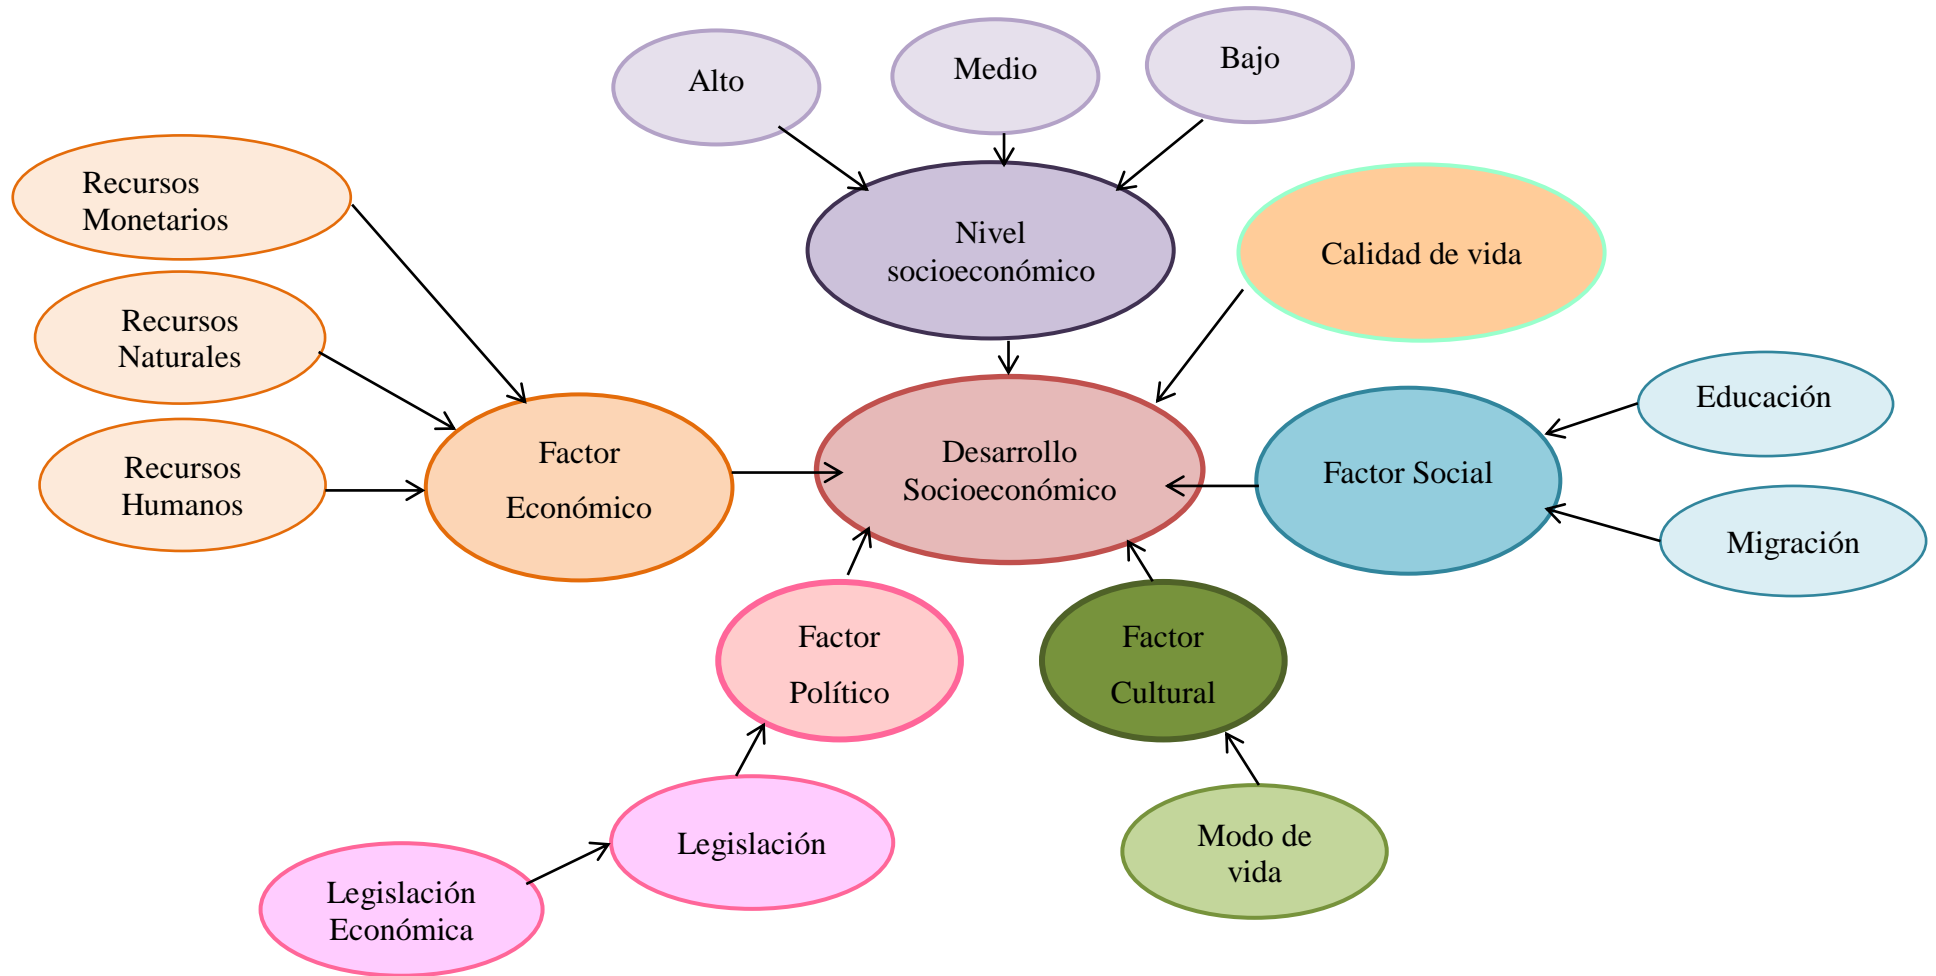 Alto
Medio
Bajo
Recursos
Monetarios
Nivel
socioeconómico
Calidad de vida
Recursos
Naturales
Educación
Factor
Económico
Desarrollo
Socioeconómico
Factor Social
Recursos
Humanos
Migración
Factor
Político
Factor
Cultural
Legislación
Modo de
vida
Legislación
Económica